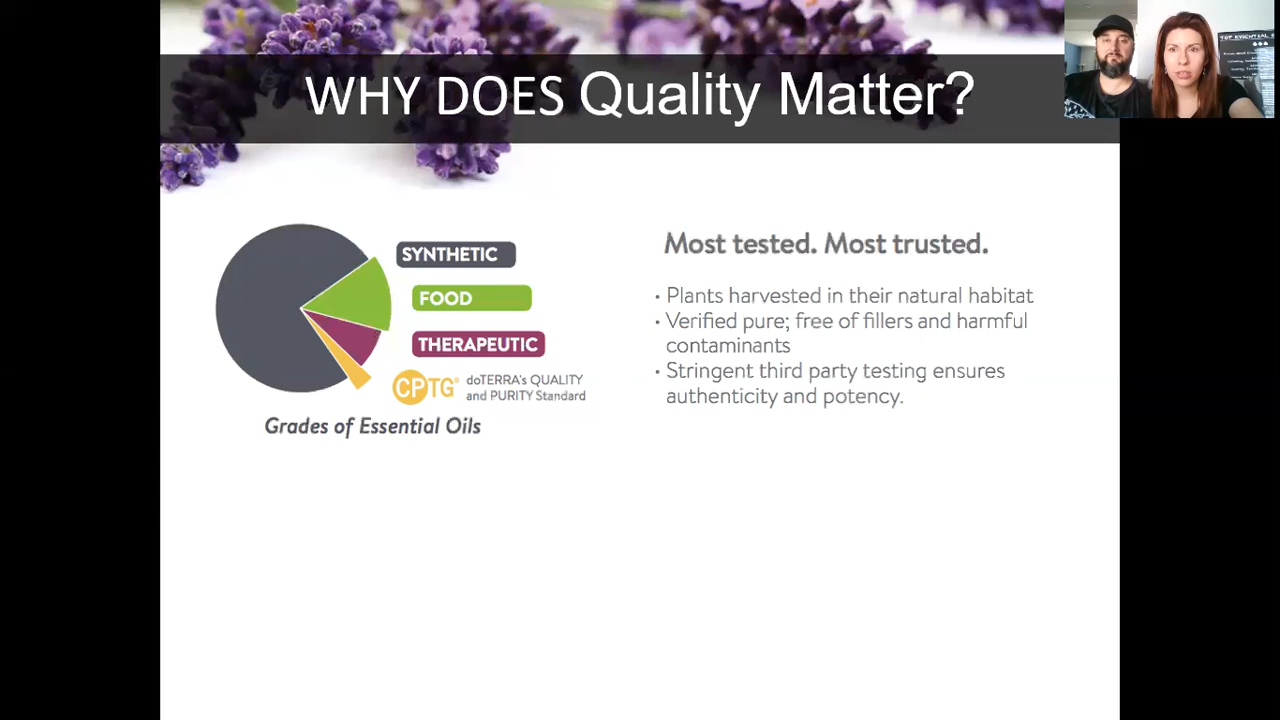 WHY DOES Quality Matter?
TOP ESSENTIAL
SYNTHETIC
FOOD
THERAPEUTIC
CPTG® doTERRA's QUALITY
and PURITY Standard
Grades of Essential Oils
Most tested. Most trusted.
• Plants harvested in their natural habitat
• Verified pure; free of fillers and harmful
contaminants
• Stringent third party testing ensures
authenticity and potency.